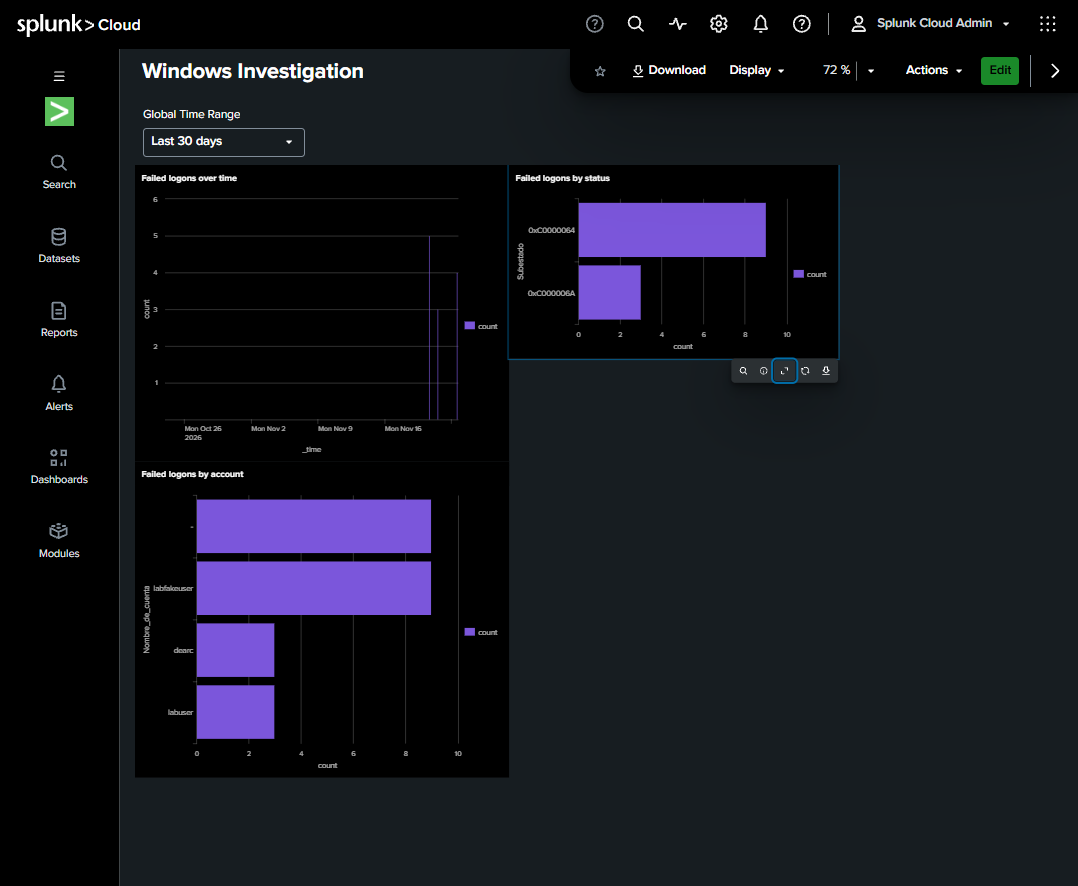 splunk> Cloud
Splunk Cloud Admin
Windows Investigation
Download
Display
72 %
Actions
Edit
Global Time Range
Last 30 days
Search
Datasets
Reports
Alerts
Dashboards
Modules
Failed logons over time
6
5
4
3
2
1
count
Mon Oct 26
2026
Mon Nov 2
Mon Nov 9
Mon Nov 16
_time
count
Failed logons by status
Subestado
0xC0000064
0xC000006A
0
2
4
6
8
10
count
count
Failed logons by account
Nombre_de_cuenta
-
labfakeuser
dearc
labuser
0
2
4
6
8
10
count
count